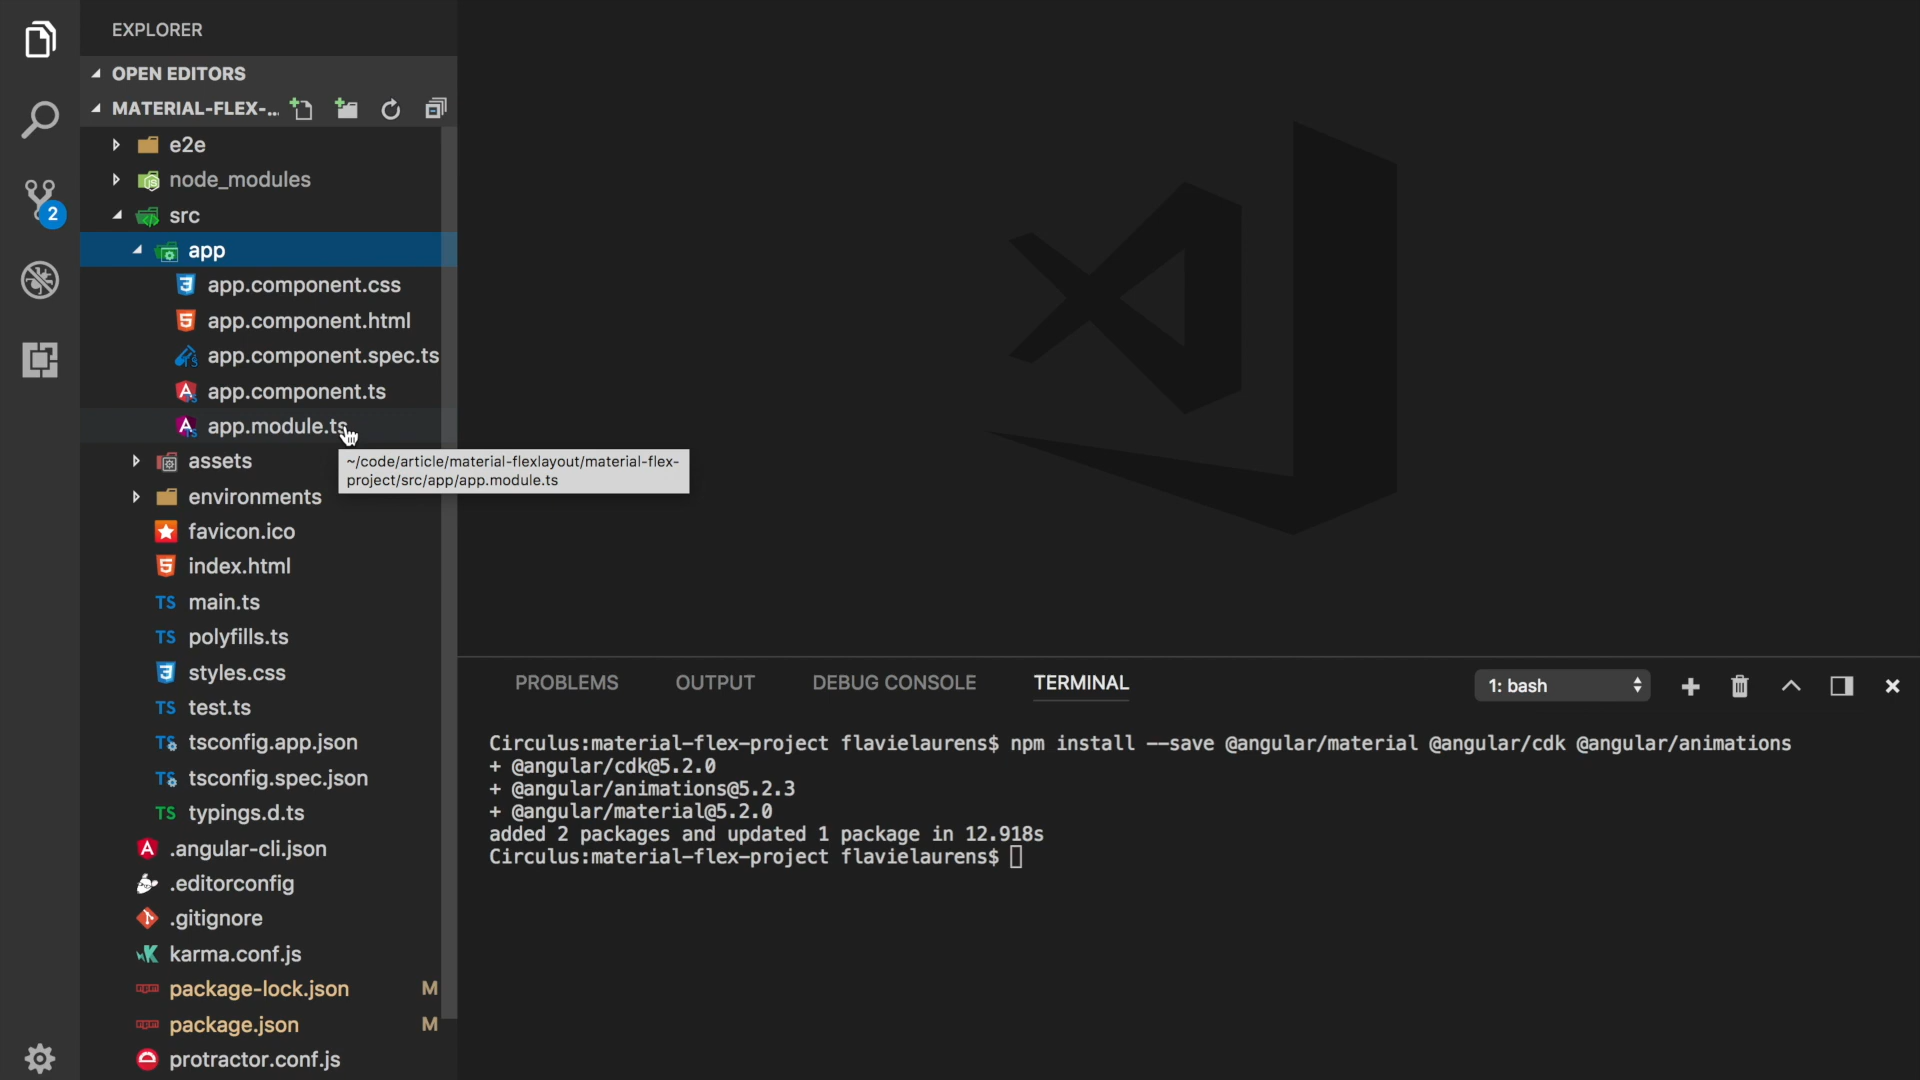 EXPLORER
OPEN EDITORS
MATERIAL-FLEX-...
e2e
node_modules
src
2
app
app.component.css
app.component.html
app.component.spec.ts
app.component.ts
app.module.ts
~/code/article/material-flexlayout/material-flex-
project/src/app/app.module.ts
assets
environments
favicon.ico
index.html
TS main.ts
TS polyfills.ts
styles.css
TS test.ts
TS tsconfig.app.json
TS tsconfig.spec.json
TS typings.d.ts
.angular-cli.json
.editorconfig
.gitignore
karma.conf.js
package-lock.json M
package.json M
protractor.conf.js
PROBLEMS OUTPUT DEBUG CONSOLE TERMINAL 1: bash
Circulus:material-flex-project flavielaurens$ npm install --save @angular/material @angular/cdk @angular/animations
+ @angular/cdk@5.2.0
+ @angular/animations@5.2.3
+ @angular/material@5.2.0
added 2 packages and updated 1 package in 12.918s
Circulus:material-flex-project flavielaurens$